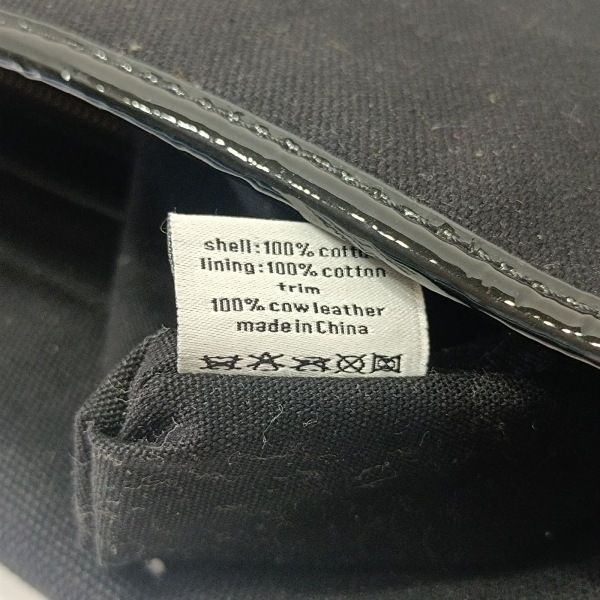 shell:100% cotto
lining:100% cotton
trim
100% cow leather
made in China